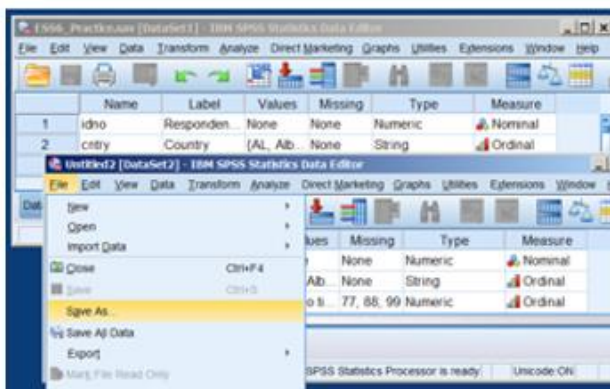 ESS6_Practice.sav [DataSet1] - IBM SPSS Statistics Data Editor
File Edit View Data Transform Analyze Direct Marketing Graphs Utilities Extensions Window Help
Name Label Values Missing Type Measure
1 idno Responden... None None Numeric Nominal
2 cntry Country {AL, Alb... None String Ordinal
Untitled2 [DataSet2] - IBM SPSS Statistics Data Editor
File Edit View Data Transform Analyze Direct Marketing Graphs Utilities Extensions Window
Dat
New
Open
Import Data
Close Ctrl+F4
Save Ctrl+S
Save As...
Save All Data
Export
Mark File Read Only
lues Missing Type Measure
None Numeric Nominal
Alb... None String Ordinal
o ti... 77, 88, 99 Numeric Ordinal
SPSS Statistics Processor is ready Unicode:ON